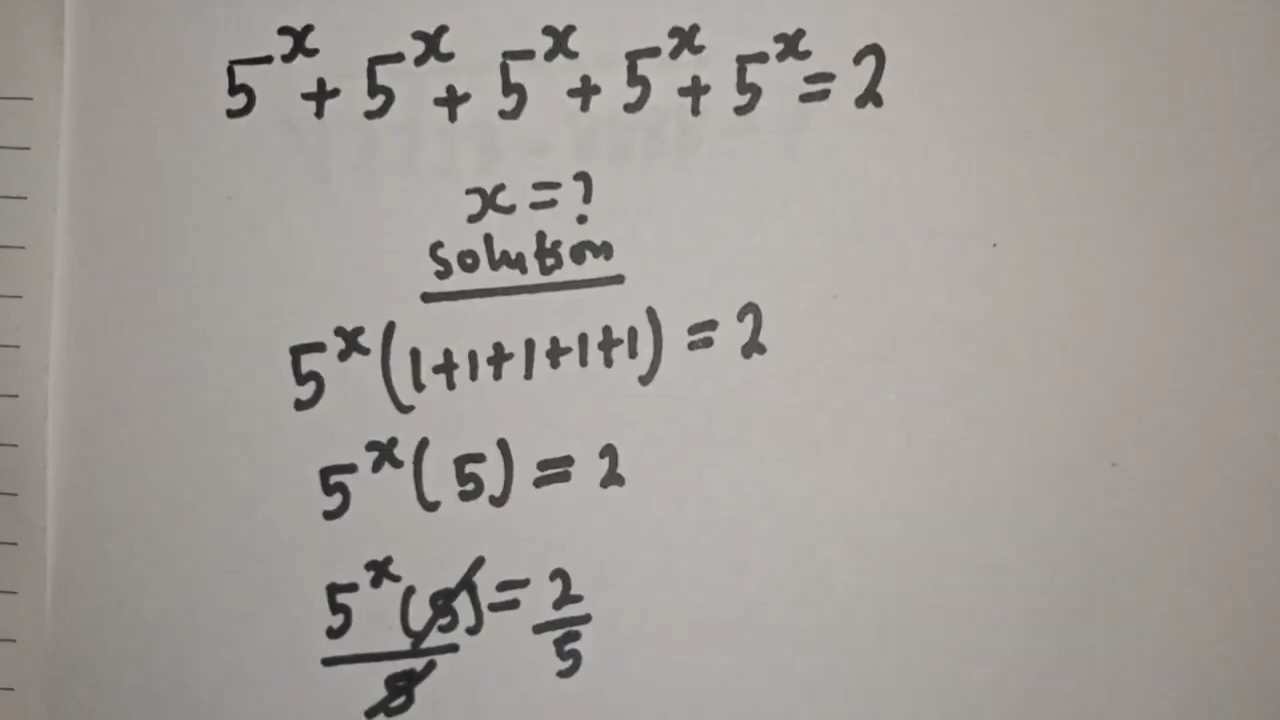 5^x + 5^x + 5^x + 5^x + 5^x = 2
x = ?
solution
5^x (1+1+1+1+1) = 2
5^x (5) = 2
5^x (5)/5 = 2/5